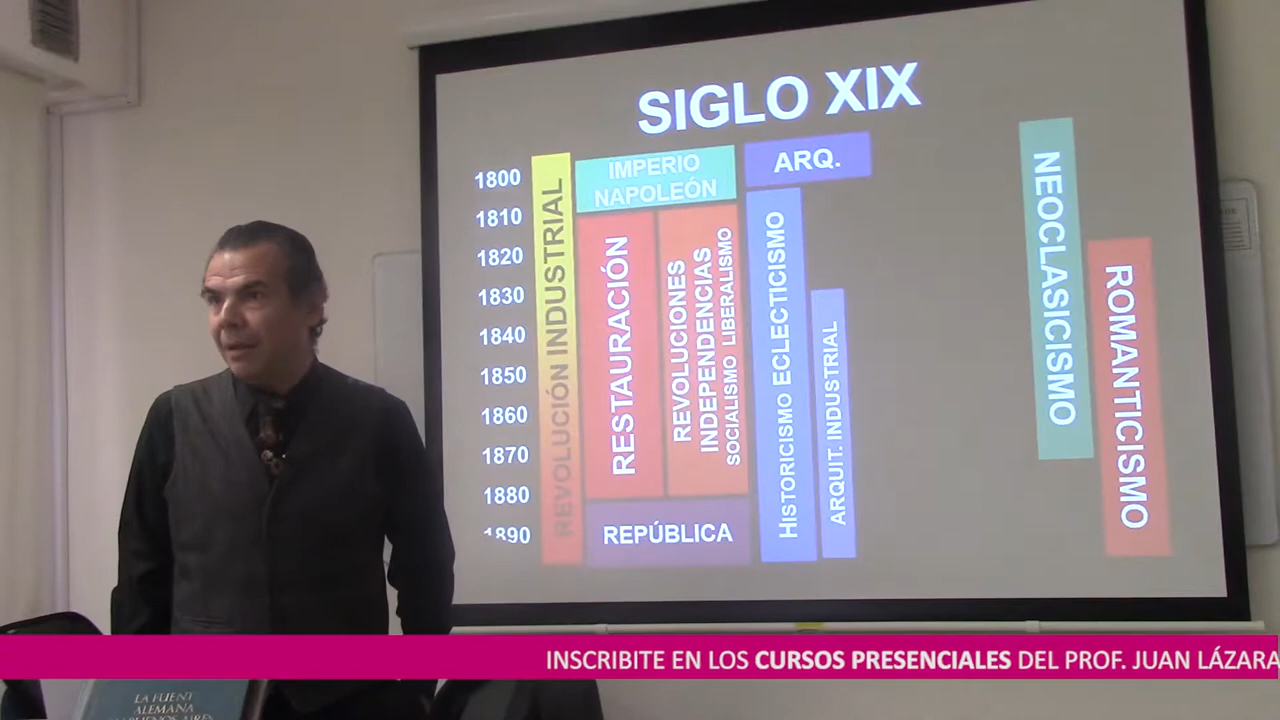 SIGLO XIX
1800
1810
1820
1830
1840
1850
1860
1870
1880
1890
REVOLUCIÓN INDUSTRIAL
IMPERIO
NAPOLEÓN
RESTAURACIÓN
REVOLUCIONES
INDEPENDENCIAS
SOCIALISMO LIBERALISMO
REPÚBLICA
ARQ.
HISTORICISMO ECLECTICISMO
ARQUIT. INDUSTRIAL
NEOCLASICISMO
ROMANTICISMO
INSCRIBITE EN LOS CURSOS PRESENCIALES DEL PROF. JUAN LÁZARA
LA FUENT
ALEMANA